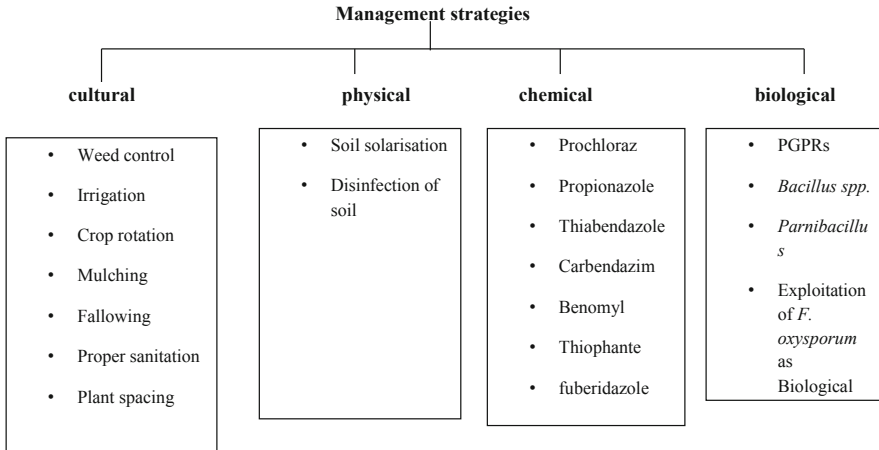 Management strategies
cultural
• Weed control
• Irrigation
• Crop rotation
• Mulching
• Fallowing
• Proper sanitation
• Plant spacing
physical
• Soil solarisation
• Disinfection of
soil
chemical
• Prochloraz
• Propionazole
• Thiabendazole
• Carbendazim
• Benomyl
• Thiophante
• fuberidazole
biological
• PGPRs
• Bacillus spp.
• Parnibacillu
s
• Exploitation
of F.
oxysporum
as
Biological